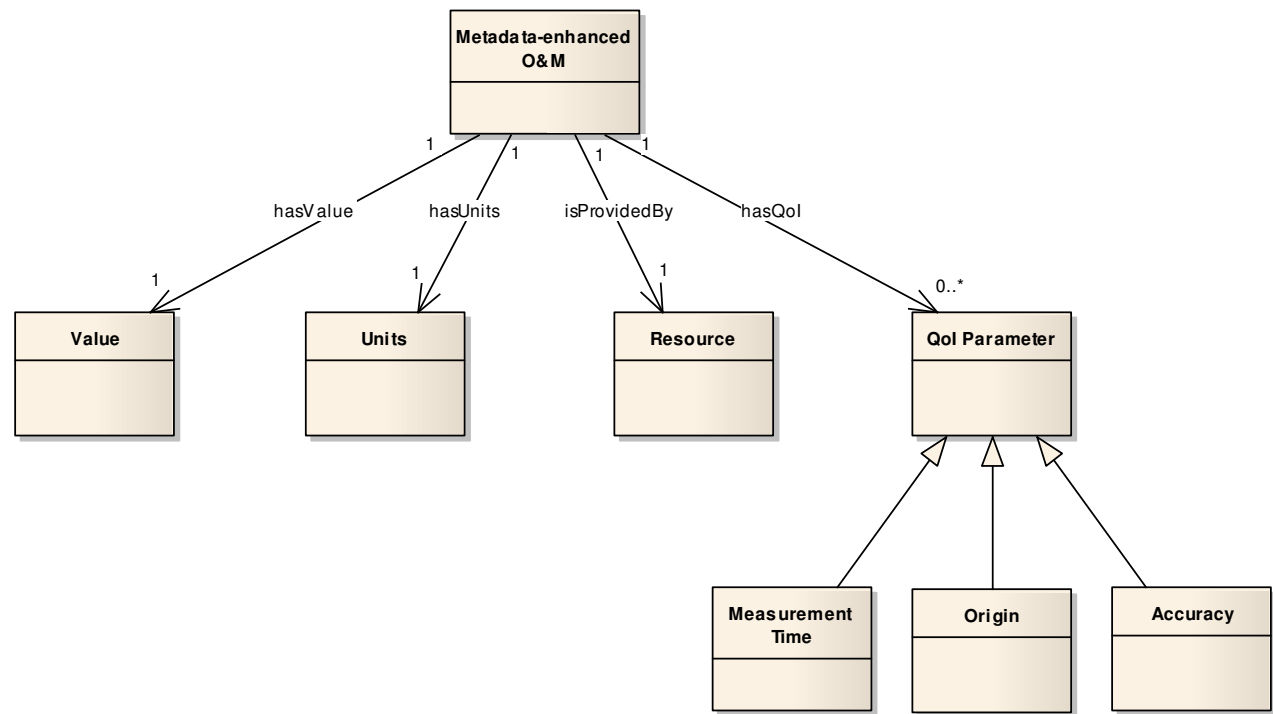 Metadata-enhanced
O&M
1
1
1
1
hasValue
hasUnits
isProvidedBy
hasQoI
1
1
1
0..*
Value
Units
Resource
QoI Parameter
Measurement
Time
Origin
Accuracy